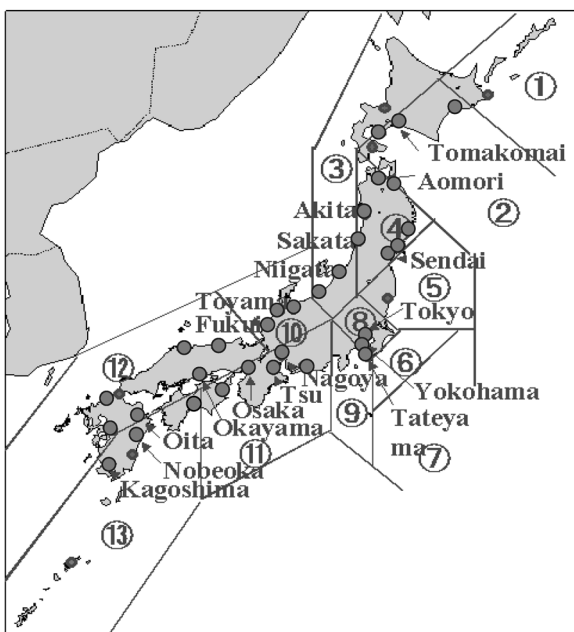 ①
Tomakomai
③
Aomori
②
Akita
④
Sakata
Sendai
Niigata
⑤
Toyama
Tokyo
Fukui
⑧
⑩
⑥
⑫
Nagoya
Yokohama
Tsu
⑨
Osaka
Tateya
ma
Okayama
⑪
⑦
Oita
Nobeoka
Kagoshima
⑬